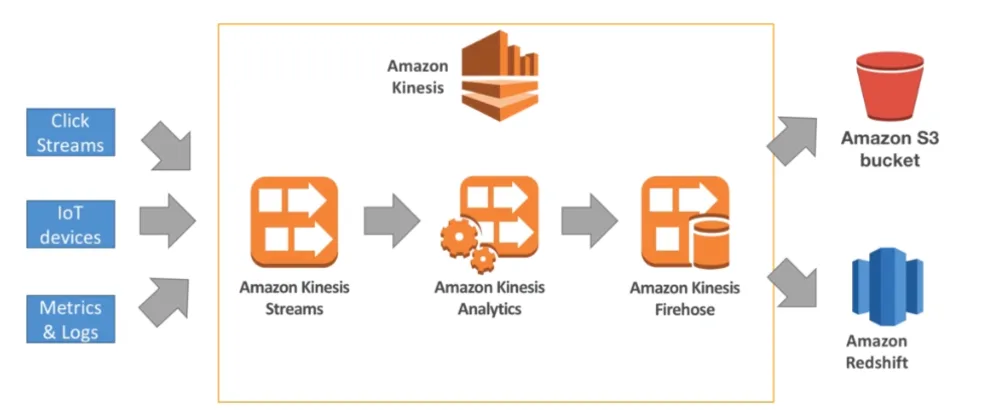 Amazon
Kinesis
Click
Streams
IoT
devices
Metrics
& Logs
Amazon Kinesis
Streams
Amazon Kinesis
Analytics
Amazon Kinesis
Firehose
Amazon S3
bucket
Amazon
Redshift